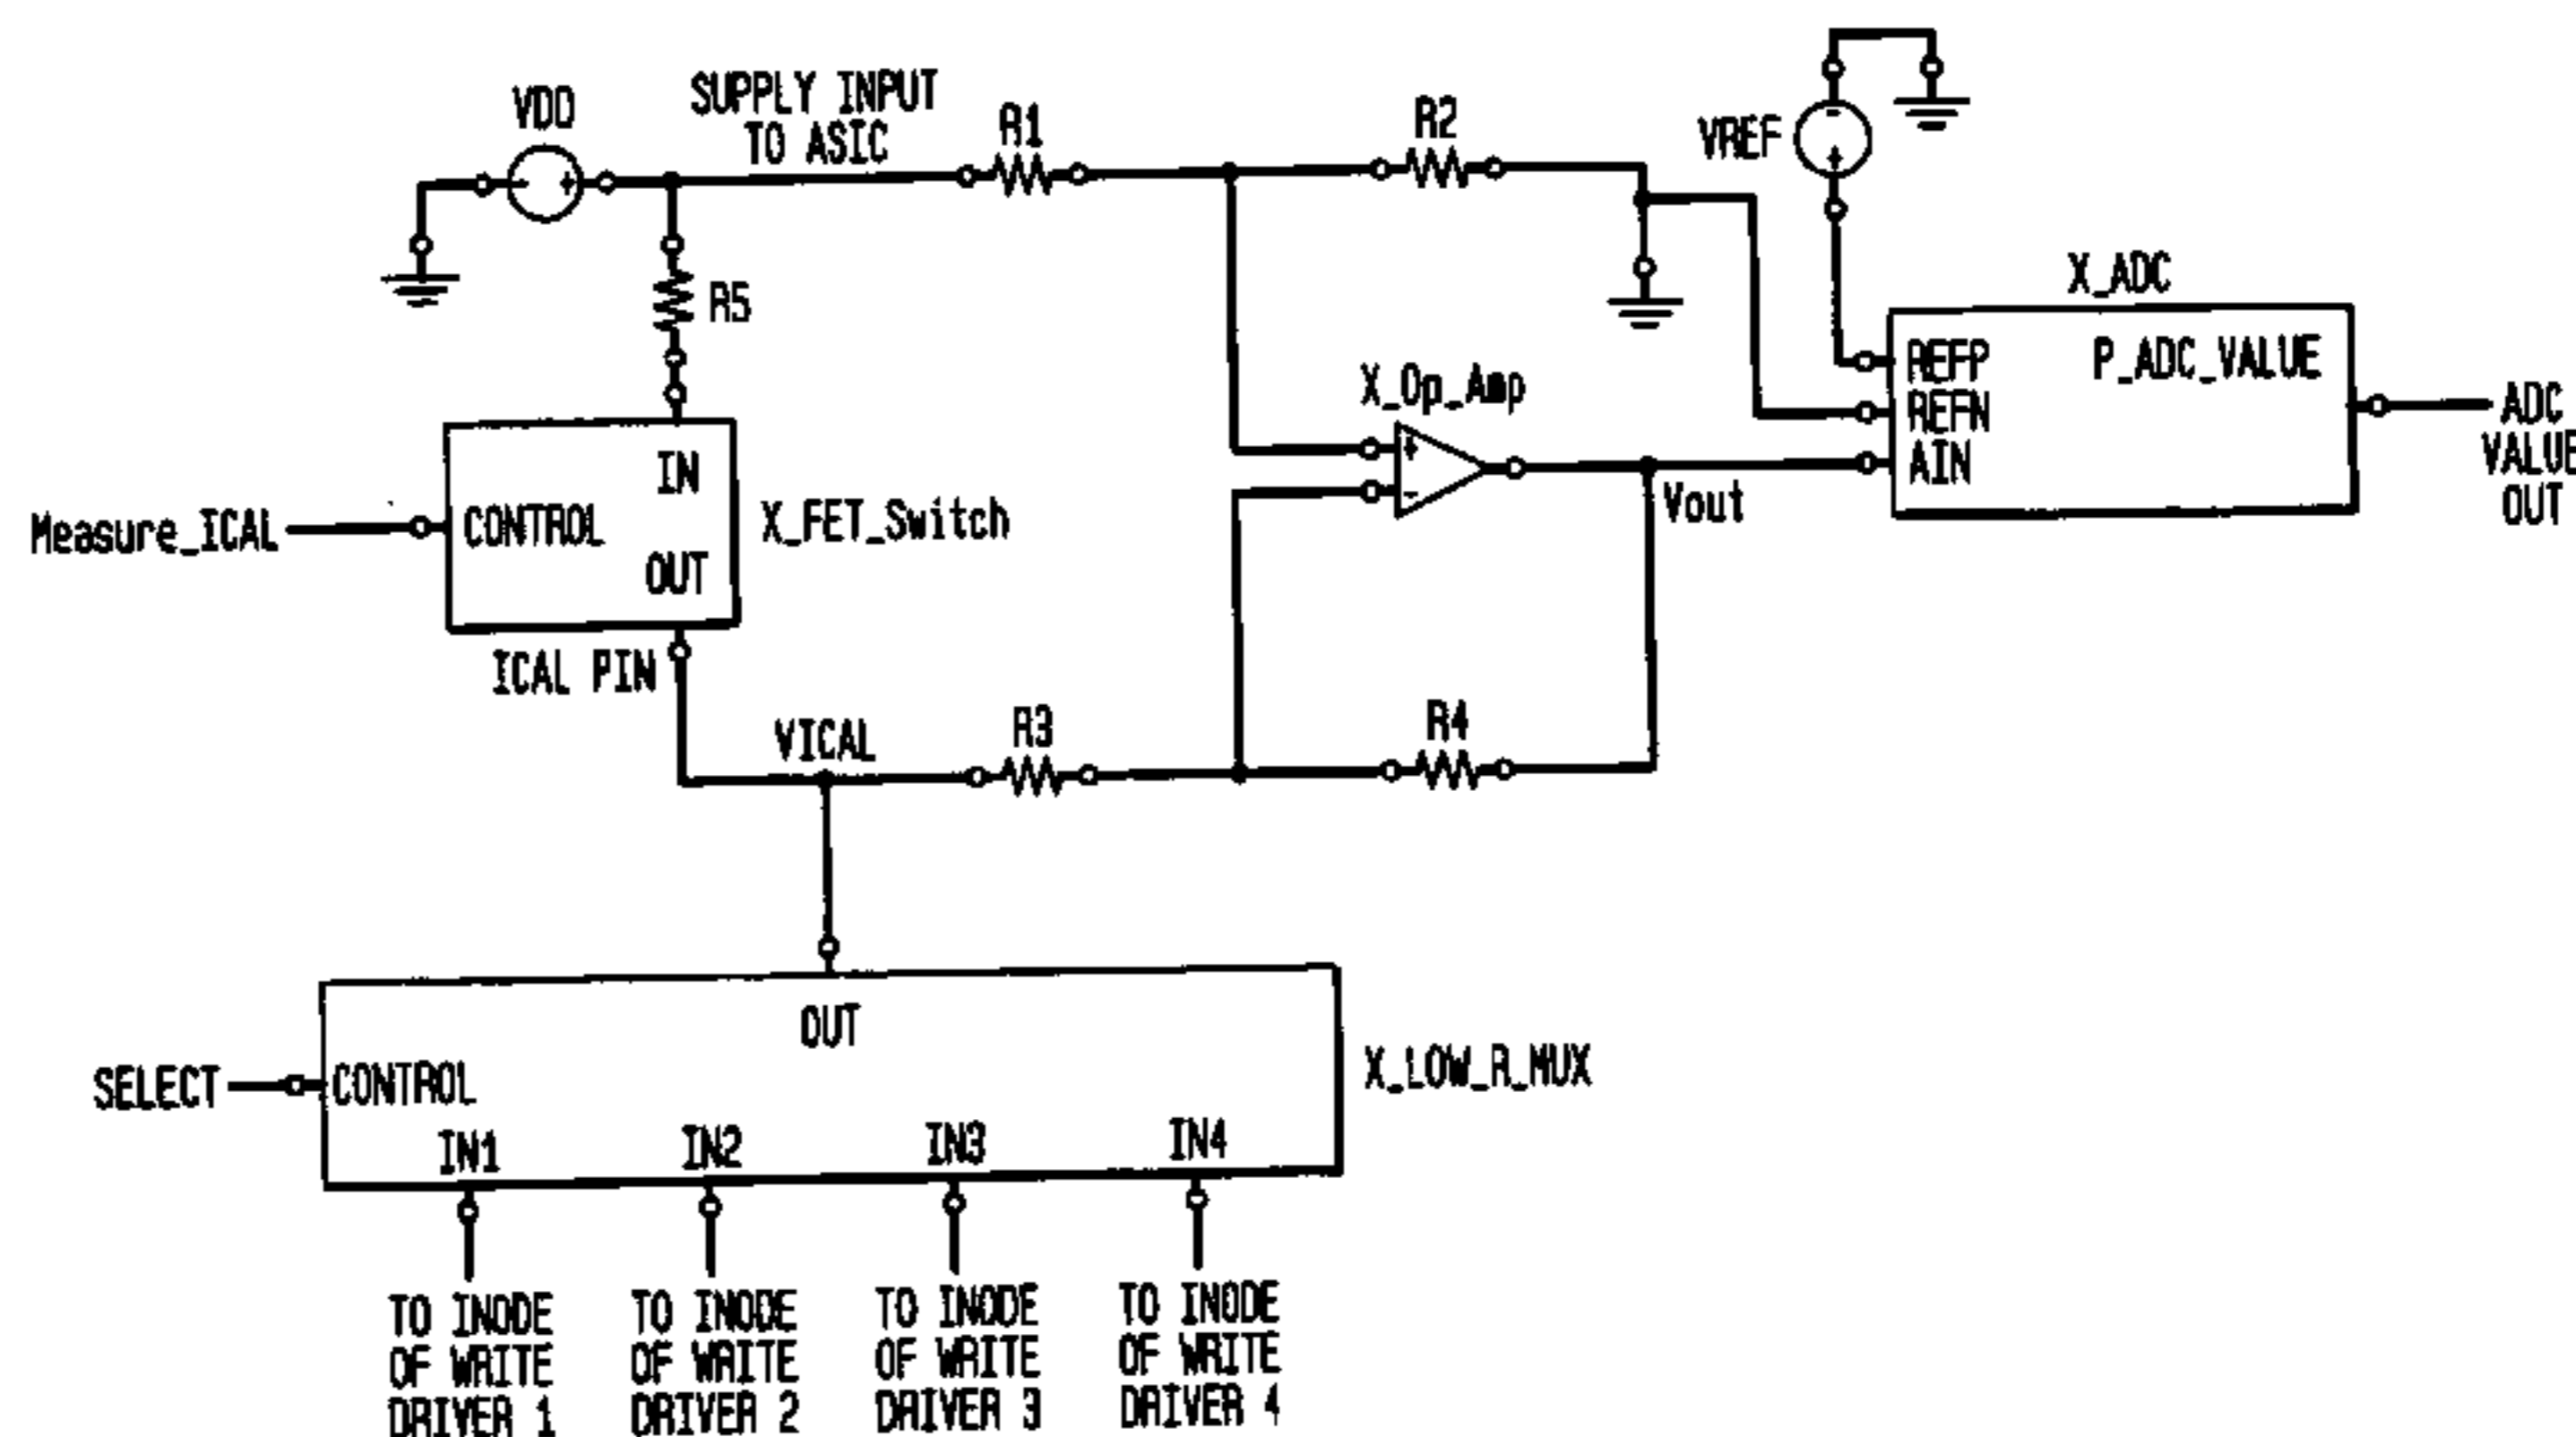 VDD
SUPPLY INPUT
TO ASIC
R1
R2
VREF
- +
- +
R5
X_ADC
REFP
P_ADC_VALUE
REFN
AIN
ADC
VALUE
OUT
X_Op_Amp
+
-
Vout
IN
CONTROL
OUT
X_FET_Switch
Measure_ICAL
ICAL PIN
VICAL
R3
R4
OUT
SELECT
CONTROL
X_LOW_R_MUX
IN1
IN2
IN3
IN4
TO INODE
OF WRITE
DRIVER 1
TO INODE
OF WRITE
DRIVER 2
TO INODE
OF WRITE
DRIVER 3
TO INODE
OF WRITE
DRIVER 4